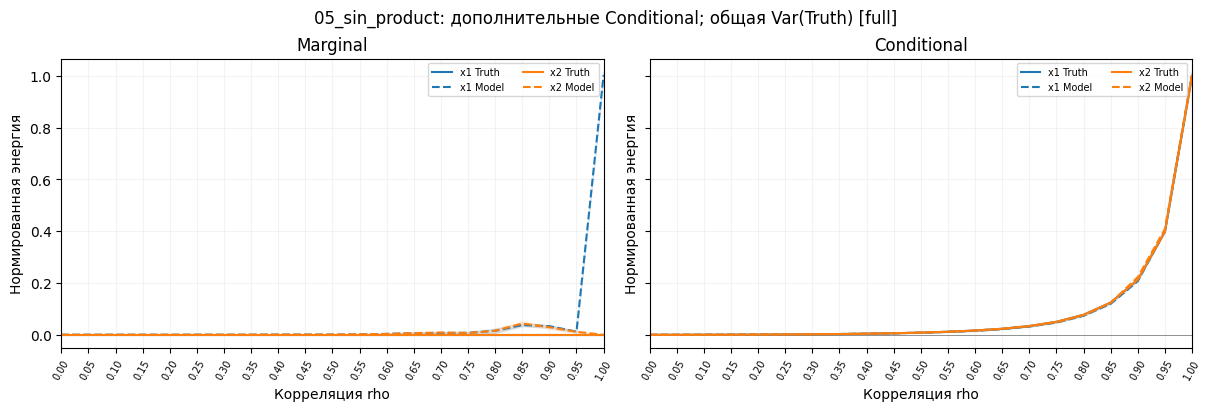 05_sin_product: дополнительные Conditional; общая Var(Truth) [full]
Marginal
Нормированная энергия
1.0
0.8
0.6
0.4
0.2
0.0
x1 Truth
x1 Model
x2 Truth
x2 Model
0.00 0.05 0.10 0.15 0.20 0.25 0.30 0.35 0.40 0.45 0.50 0.55 0.60 0.65 0.70 0.75 0.80 0.85 0.90 0.95 1.00
Корреляция rho
Conditional
Нормированная энергия
x1 Truth
x1 Model
x2 Truth
x2 Model
0.00 0.05 0.10 0.15 0.20 0.25 0.30 0.35 0.40 0.45 0.50 0.55 0.60 0.65 0.70 0.75 0.80 0.85 0.90 0.95 1.00
Корреляция rho